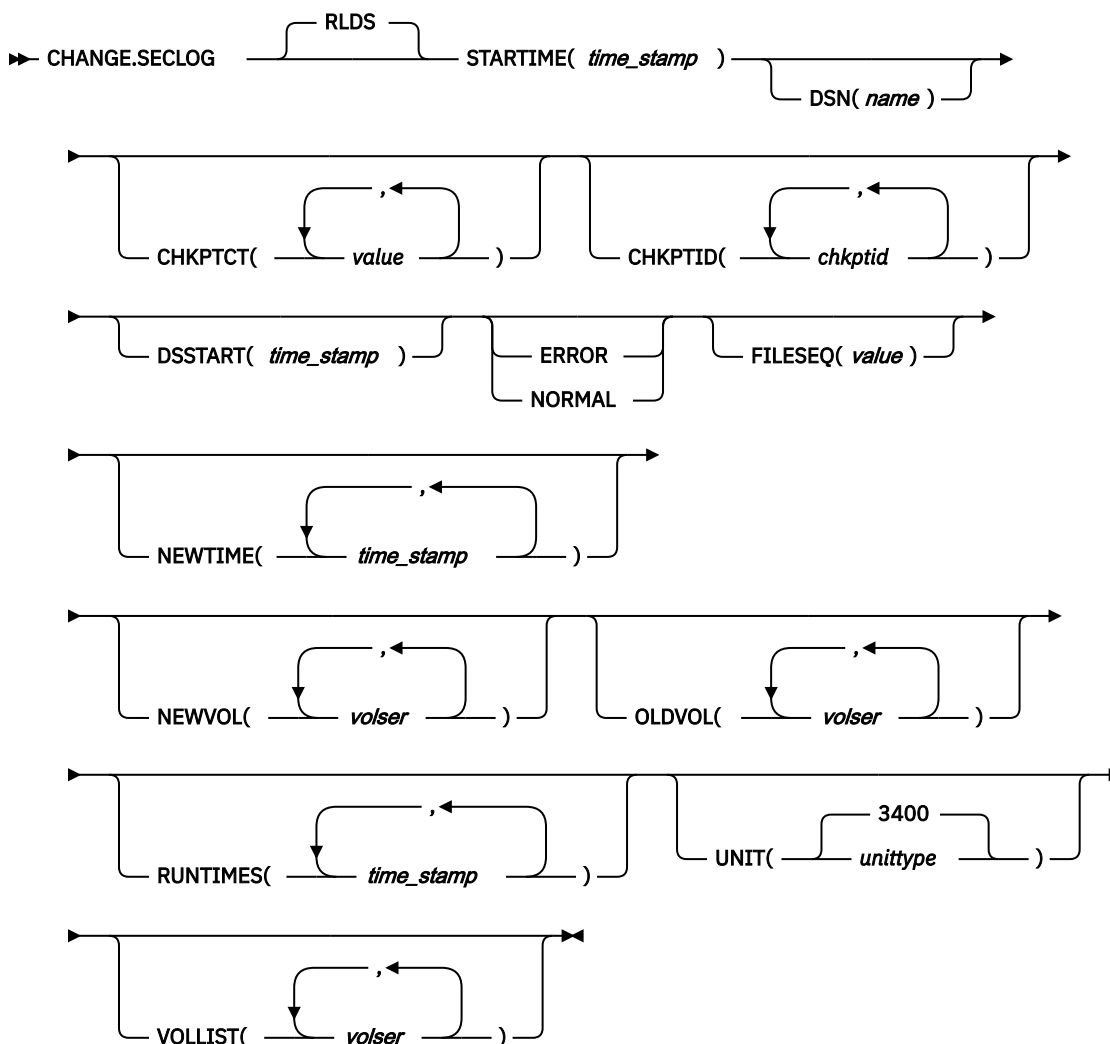 RLDS
CHANGE.SECLOG STARTIME( time_stamp )
DSN( name )
, ,
CHKPTCT( value ) CHKPTID( chkptid )
DSSTART( time_stamp ) ERROR FILESEQ( value )
NORMAL
,
NEWTIME( time_stamp )
, ,
NEWVOL( volser ) OLDVOL( volser )
, 3400
RUNTIMES( time_stamp ) UNIT( unittype )
,
VOLLIST( volser )